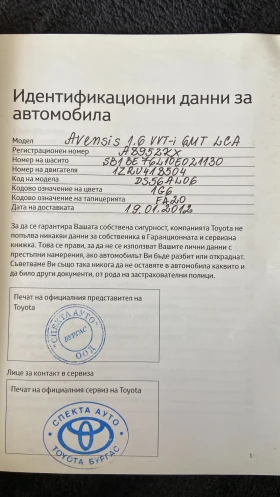 Идентификационни данни за
автомобила
Модел Avensis 1.6 VVT-i 6MT LCA
Регистрационен номер A8952KX
Номер на шасито SB1BE76L10E021130
Номер на двигателя 1ZRU418504
Код на модела DS56AL06
Кодово означение на цвета 1G6
Кодово означение на тапицерията FA20
Дата на доставката 19.01.2012
За да се гарантира Вашата собствена сигурност, компанията Toyota не
попълва никакви данни за собственика в Гаранционната и сервизна
книжка. Това се прави, за да не се използват Вашите лични данни с
престъпни намерения, ако автомобилът Ви бъде разбит или откраднат.
Съветваме Ви също така никога да не оставяте в автомобила каквито и
да било други документи, от рода на застрахователни полици.
Печат на официалния представител на
Toyota
"СПЕКТА АУТО"
БУРГАС
ООД
Лице за контакт в сервиза
Печат на официалния сервиз на Toyota
СПЕКТА АУТО
TOYOTA БУРГАС